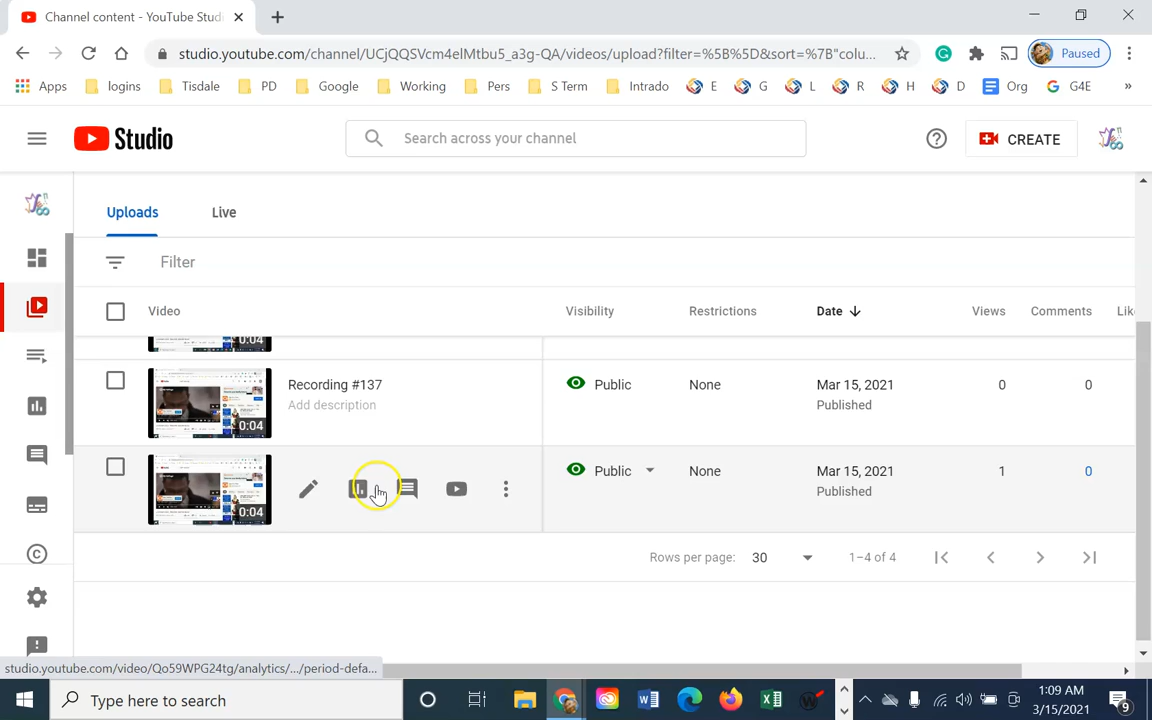 Channel content - YouTube Studi
studio.youtube.com/channel/UCjQQSVcm4elMtbu5_a3g-QA/videos/upload?filter=%5B%5D&sort=%7B"colu...
Paused
Apps logins Tisdale PD Google Working Pers S Term Intrado E G L R H D Org G4E »
Studio
Search across your channel
CREATE
Uploads Live
Filter
Video Visibility Restrictions Date Views Comments Lik
0:04
Recording #137 Public None Mar 15, 2021 0 0
Add description Published
0:04
Public None Mar 15, 2021 1 0
Published
0:04
Rows per page: 30 1–4 of 4
studio.youtube.com/video/Qo59WPG24tg/analytics/.../period-defa...
Type here to search
1:09 AM
3/15/2021
9